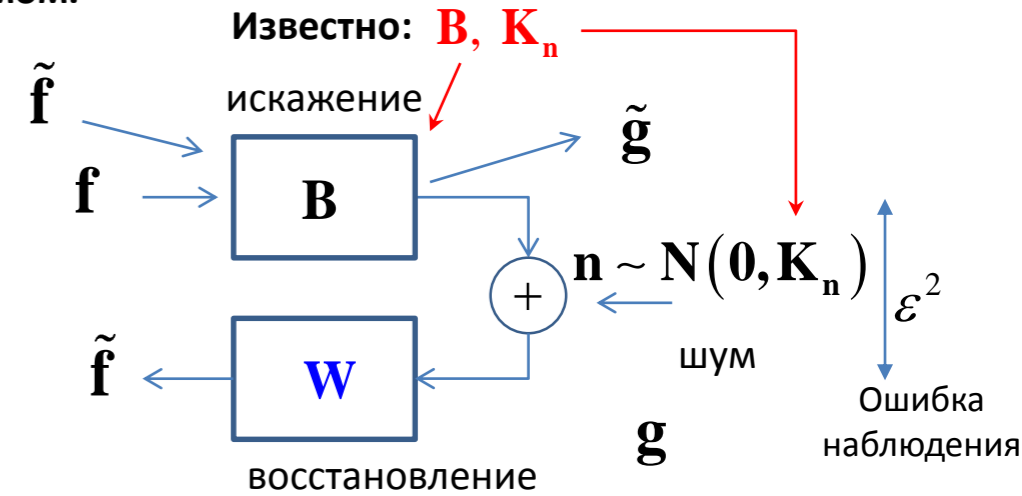 Известно: B, Kₙ
искажение
f̃
g̃
f
B
n ~ N(0, Kₙ)
+
ε²
шум
f̃
W
Ошибка
наблюдения
g
восстановление